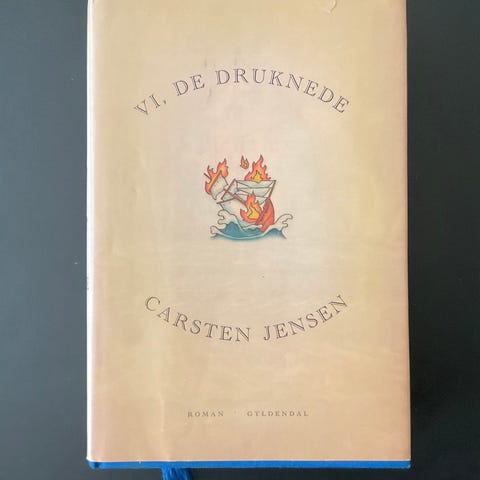 VI, DE DRUKNEDE
CARSTEN JENSEN
ROMAN · GYLDENDAL